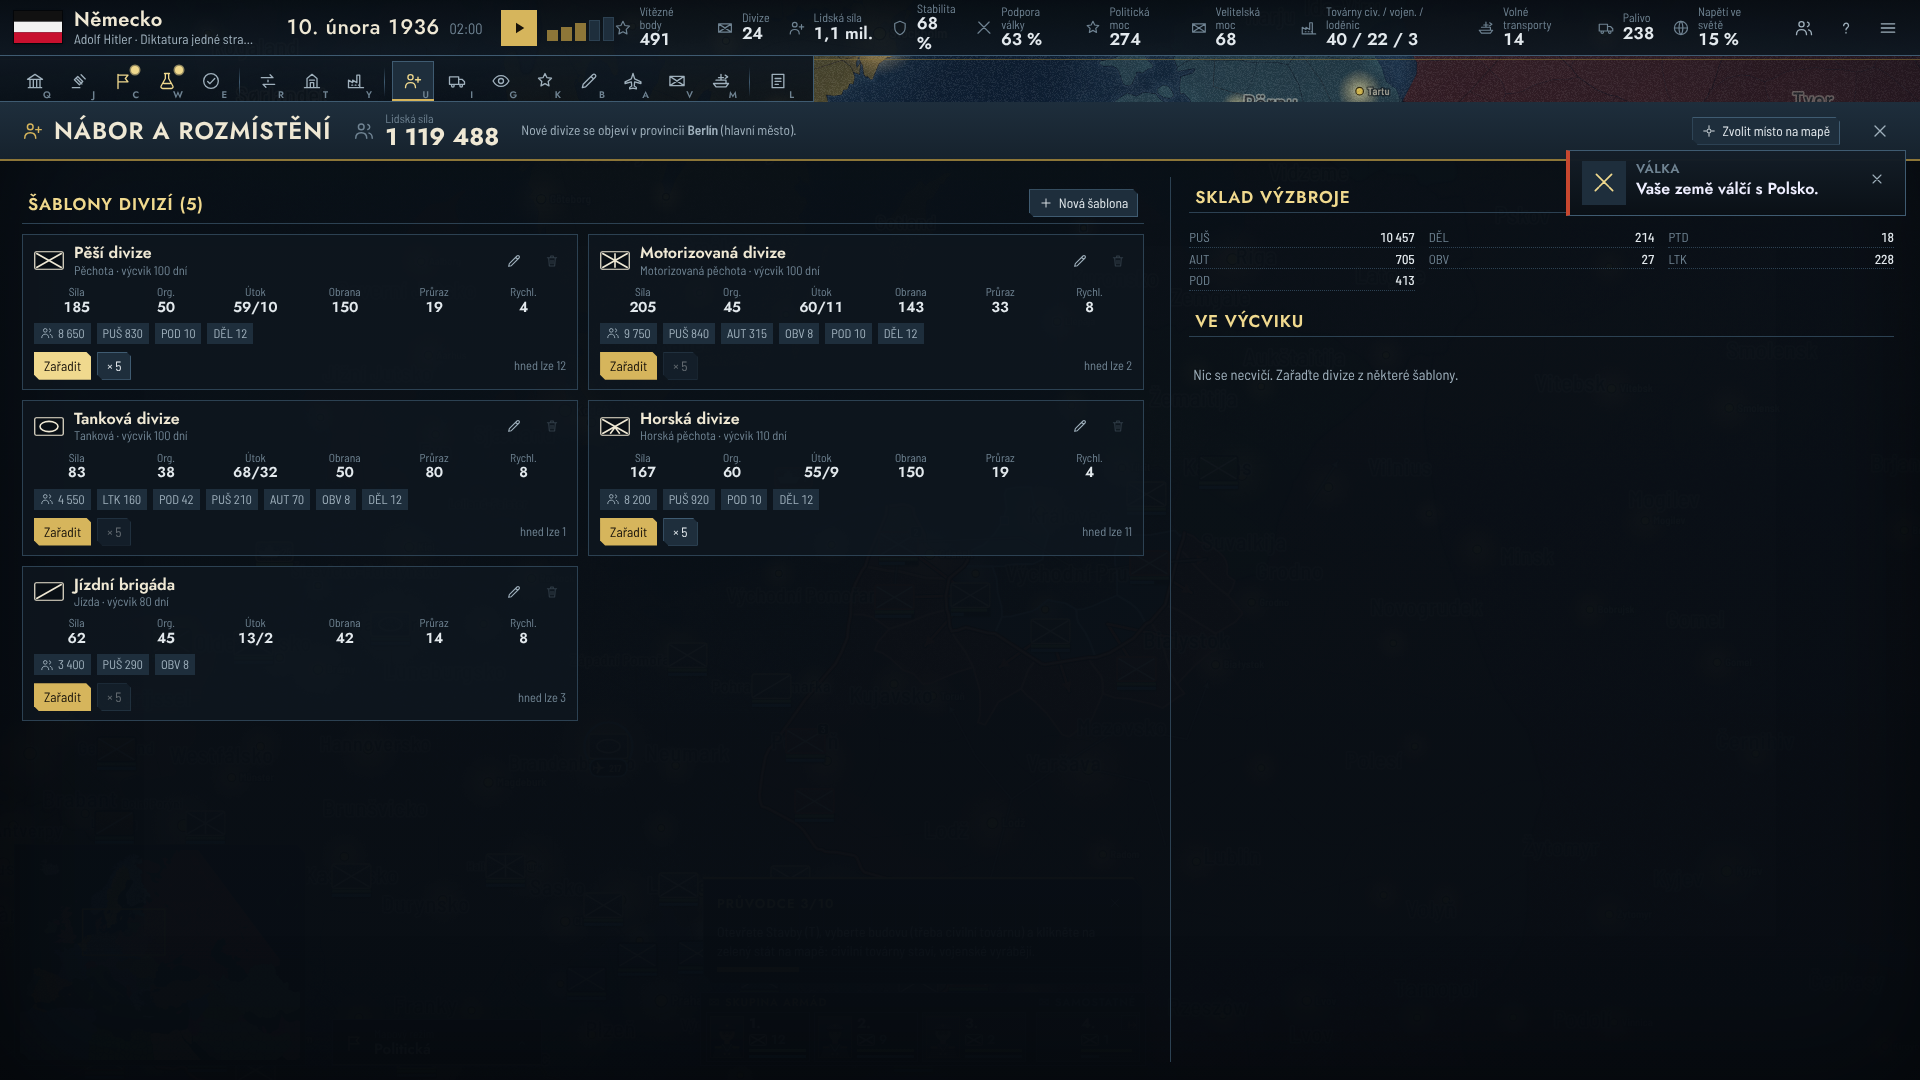 Německo
Adolf Hitler · Diktatura jedné stra...
10. února 1936 02:00
Vítězné body 491
Divize 24
Lidská síla 1,1 mil.
Stabilita 68 %
Podpora války 63 %
Politická moc 274
Velitelská moc 68
Továrny civ. / vojen. / loděnic 40 / 22 / 3
Volné transporty 14
Palivo 238
Napětí ve světě 15 %
?
Q J C W E R T Y U I G K B A V M L
Tartu
NÁBOR A ROZMÍSTĚNÍ
Lidská síla
1 119 488
Nové divize se objeví v provincii Berlín (hlavní město).
Zvolit místo na mapě
VÁLKA
Vaše země válčí s Polsko.
ŠABLONY DIVIZÍ (5)
Nová šablona
Pěší divize
Pěchota · výcvik 100 dní
Síla Org. Útok Obrana Průraz Rychl.
185 50 59/10 150 19 4
8 650 PUŠ 830 POD 10 DĚL 12
Zařadit × 5 hned lze 12
Motorizovaná divize
Motorizovaná pěchota · výcvik 100 dní
Síla Org. Útok Obrana Průraz Rychl.
205 45 60/11 143 33 8
9 750 PUŠ 840 AUT 315 OBV 8 POD 10 DĚL 12
Zařadit × 5 hned lze 2
Tanková divize
Tanková · výcvik 100 dní
Síla Org. Útok Obrana Průraz Rychl.
83 38 68/32 50 80 8
4 550 LTK 160 POD 42 PUŠ 210 AUT 70 OBV 8 DĚL 12
Zařadit × 5 hned lze 1
Horská divize
Horská pěchota · výcvik 110 dní
Síla Org. Útok Obrana Průraz Rychl.
167 60 55/9 150 19 4
8 200 PUŠ 920 POD 10 DĚL 12
Zařadit × 5 hned lze 11
Jízdní brigáda
Jízda · výcvik 80 dní
Síla Org. Útok Obrana Průraz Rychl.
62 45 13/2 42 14 8
3 400 PUŠ 290 OBV 8
Zařadit × 5 hned lze 3
SKLAD VÝZBROJE
PUŠ 10 457 DĚL 214 PTD 18
AUT 705 OBV 27 LTK 228
POD 413
VE VÝCVIKU
Nic se necvičí. Zařaďte divize z některé šablony.
PRŮVODCE 3/10